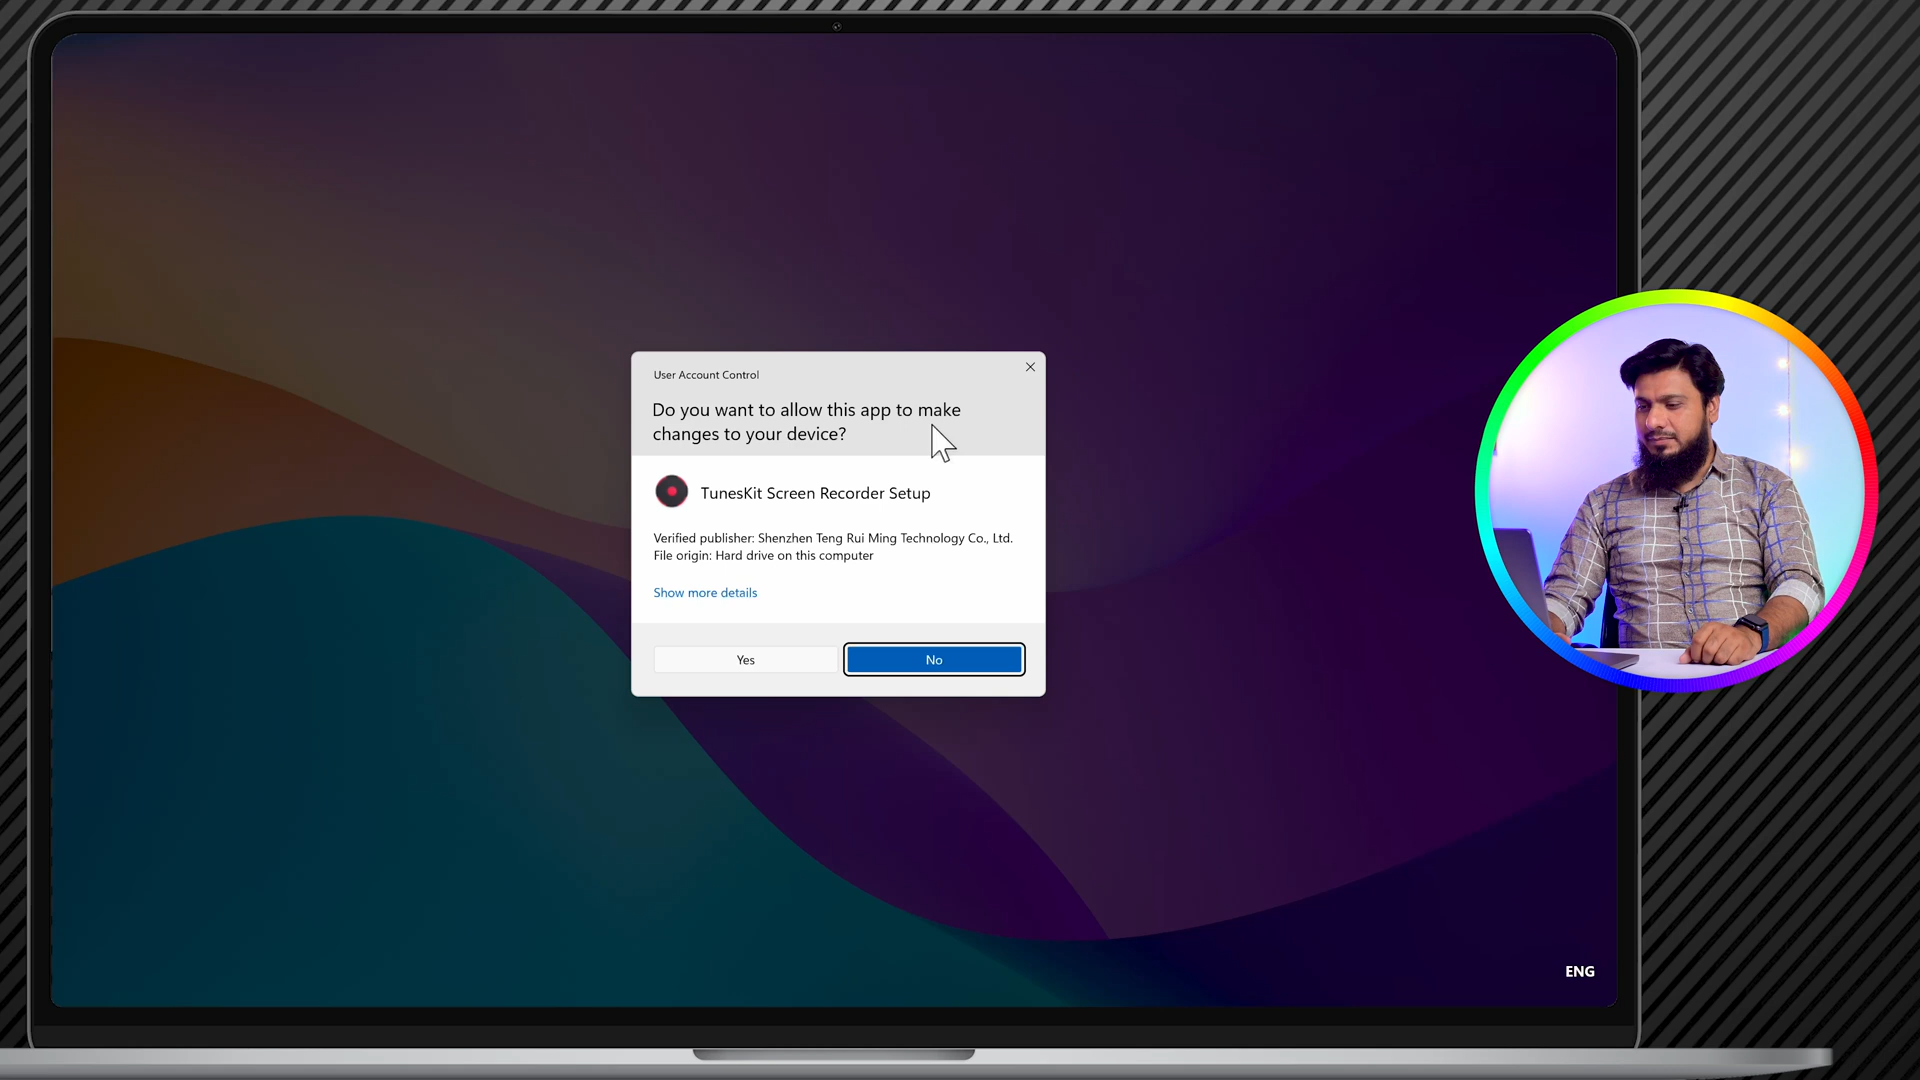 User Account Control
Do you want to allow this app to make
changes to your device?
TunesKit Screen Recorder Setup
Verified publisher: Shenzhen Teng Rui Ming Technology Co., Ltd.
File origin: Hard drive on this computer
Show more details
Yes
No
ENG